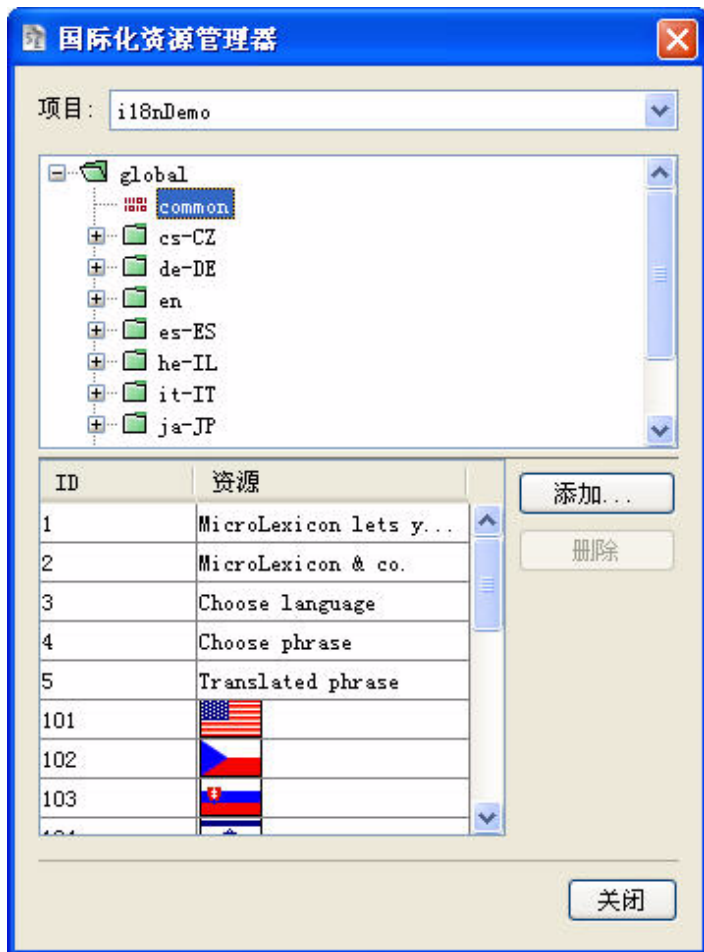 国际化资源管理器
项目: i18nDemo
global
common
cs-CZ
de-DE
en
es-ES
he-IL
it-IT
ja-JP
ID 资源
添加...
1 MicroLexicon lets y...
删除
2 MicroLexicon & co.
3 Choose language
4 Choose phrase
5 Translated phrase
101
102
103
关闭